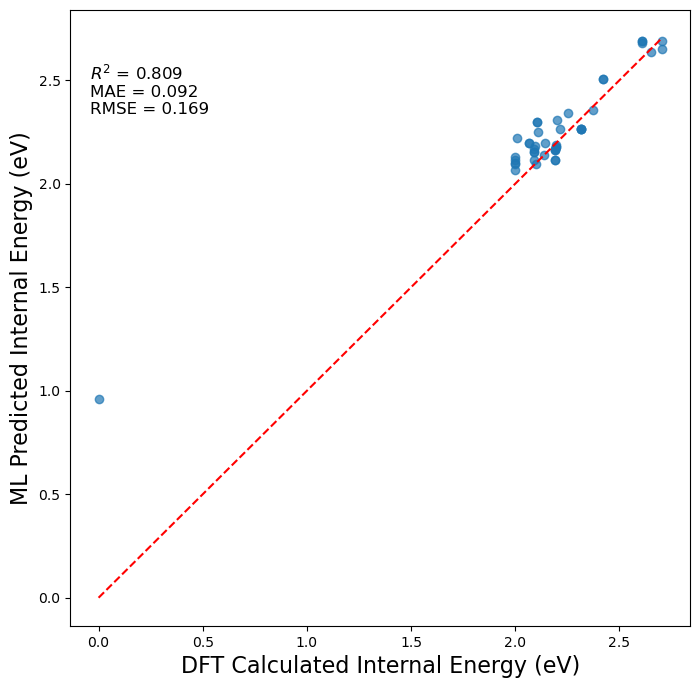 R² = 0.809
MAE = 0.092
RMSE = 0.169
ML Predicted Internal Energy (eV)
2.5
2.0
1.5
1.0
0.5
0.0
0.0 0.5 1.0 1.5 2.0 2.5
DFT Calculated Internal Energy (eV)